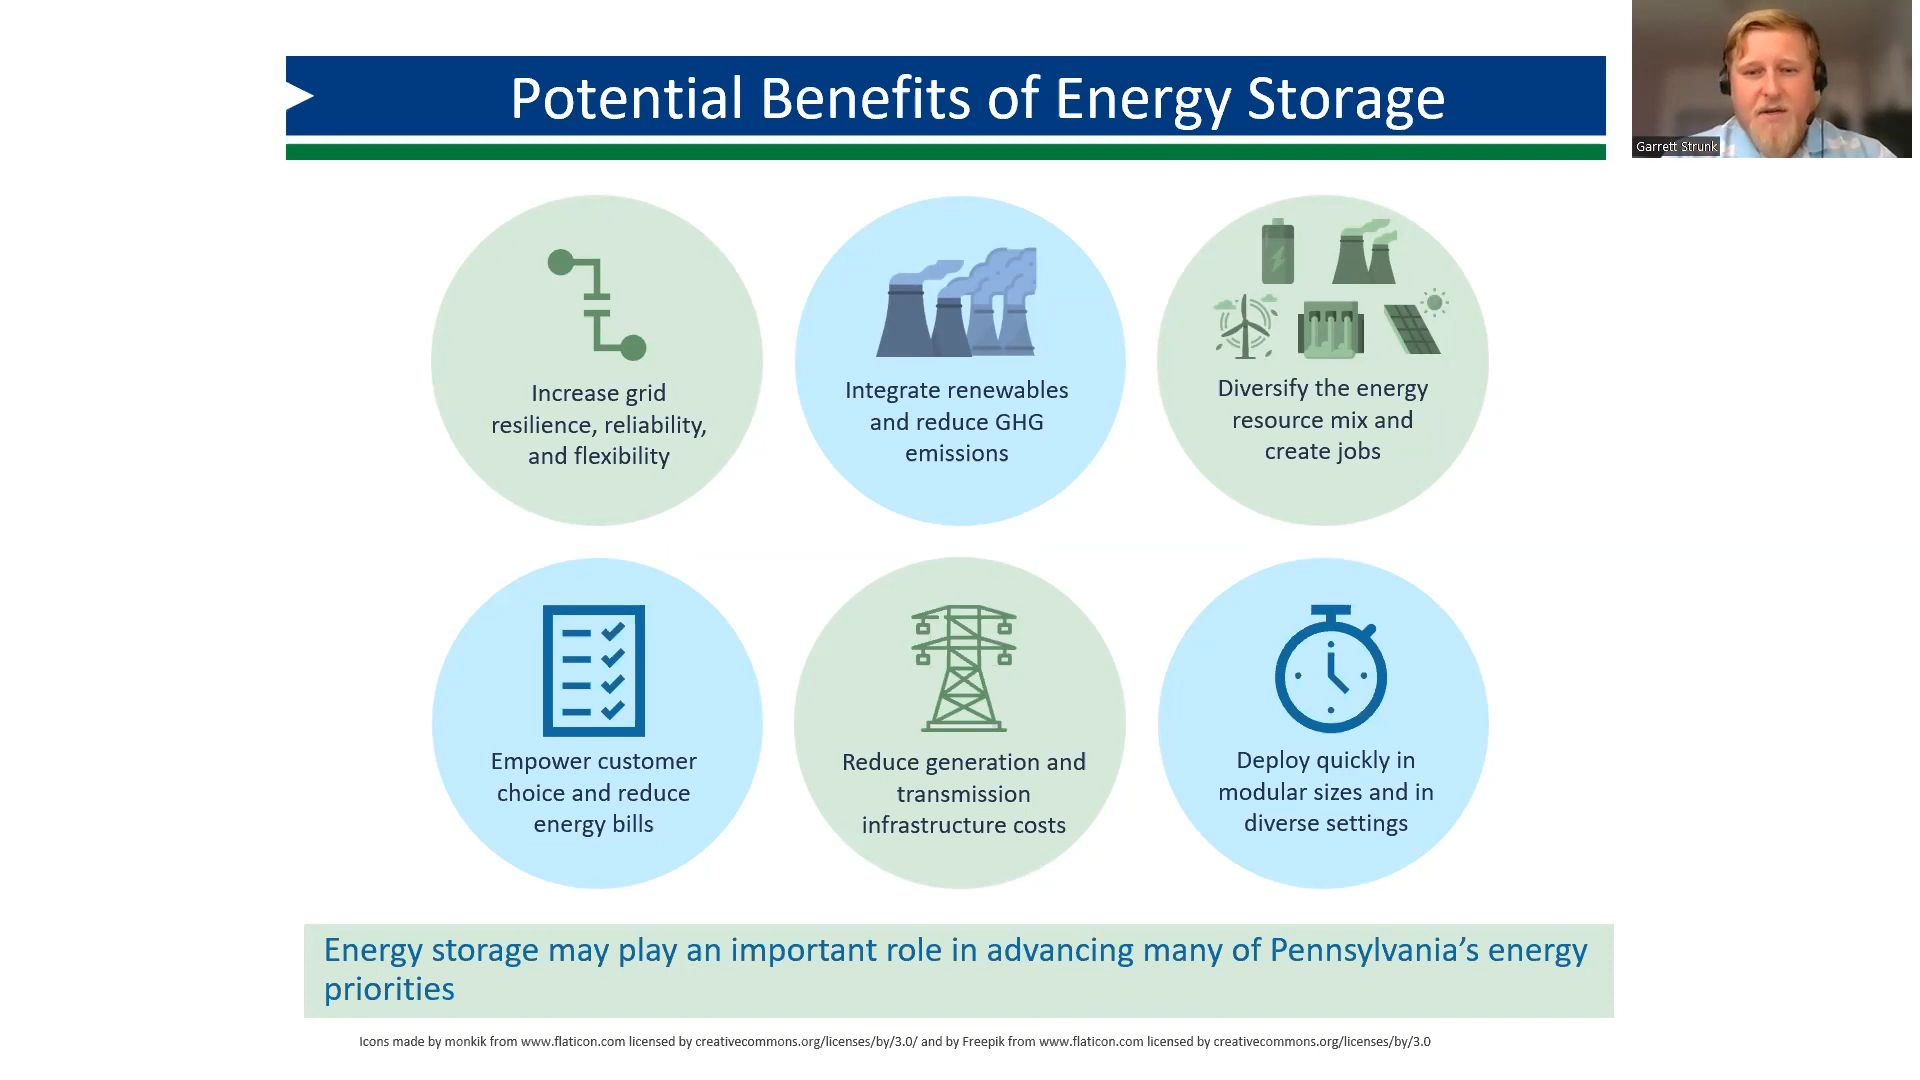 Potential Benefits of Energy Storage
Garrett Strunk
Increase grid
resilience, reliability,
and flexibility
Integrate renewables
and reduce GHG
emissions
Diversify the energy
resource mix and
create jobs
Empower customer
choice and reduce
energy bills
Reduce generation and
transmission
infrastructure costs
Deploy quickly in
modular sizes and in
diverse settings
Energy storage may play an important role in advancing many of Pennsylvania’s energy
priorities
Icons made by monkik from www.flaticon.com licensed by creativecommons.org/licenses/by/3.0/ and by Freepik from www.flaticon.com licensed by creativecommons.org/licenses/by/3.0